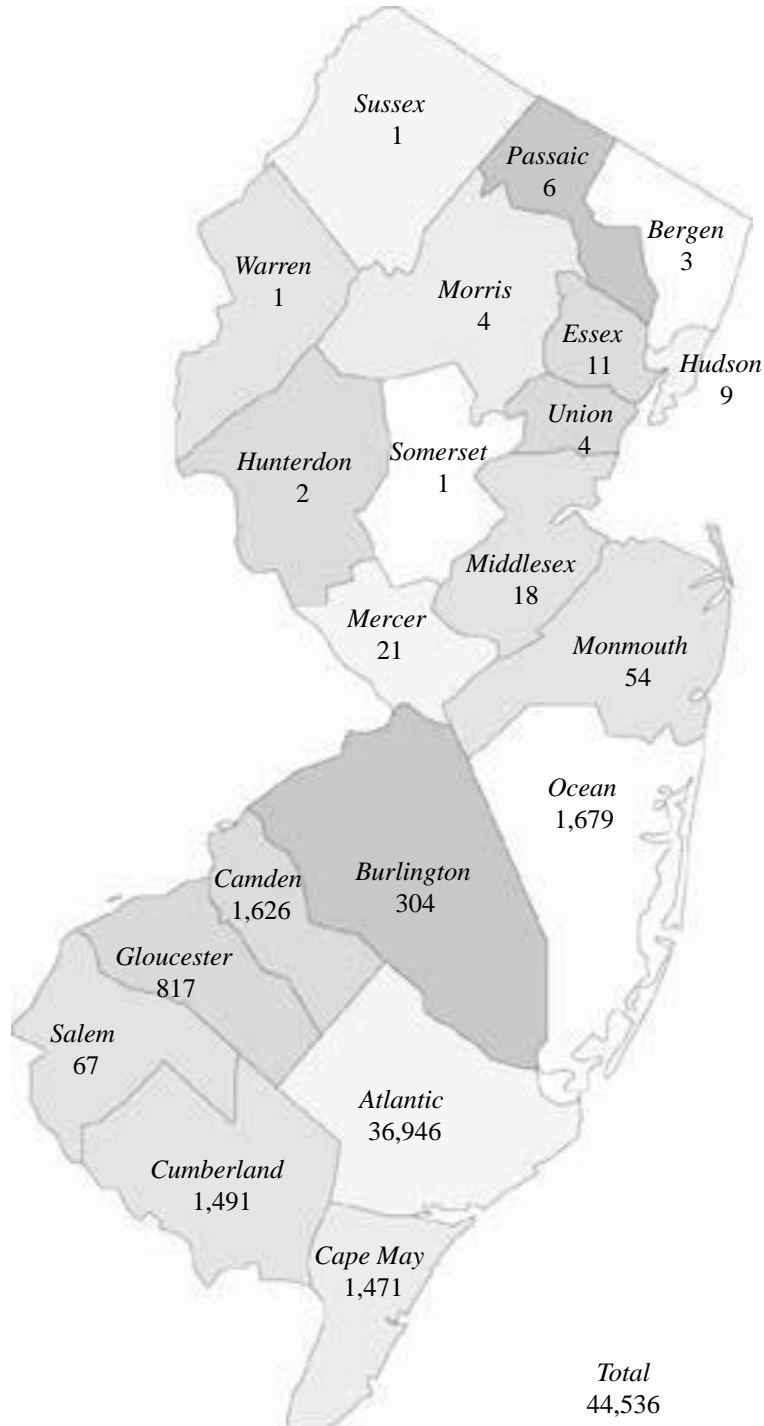 Sussex
1
Passaic
6
Bergen
3
Warren
1
Morris
4
Essex
11
Hudson
9
Union
4
Somerset
1
Hunterdon
2
Middlesex
18
Mercer
21
Monmouth
54
Ocean
1,679
Burlington
304
Camden
1,626
Gloucester
817
Salem
67
Atlantic
36,946
Cumberland
1,491
Cape May
1,471
Total
44,536